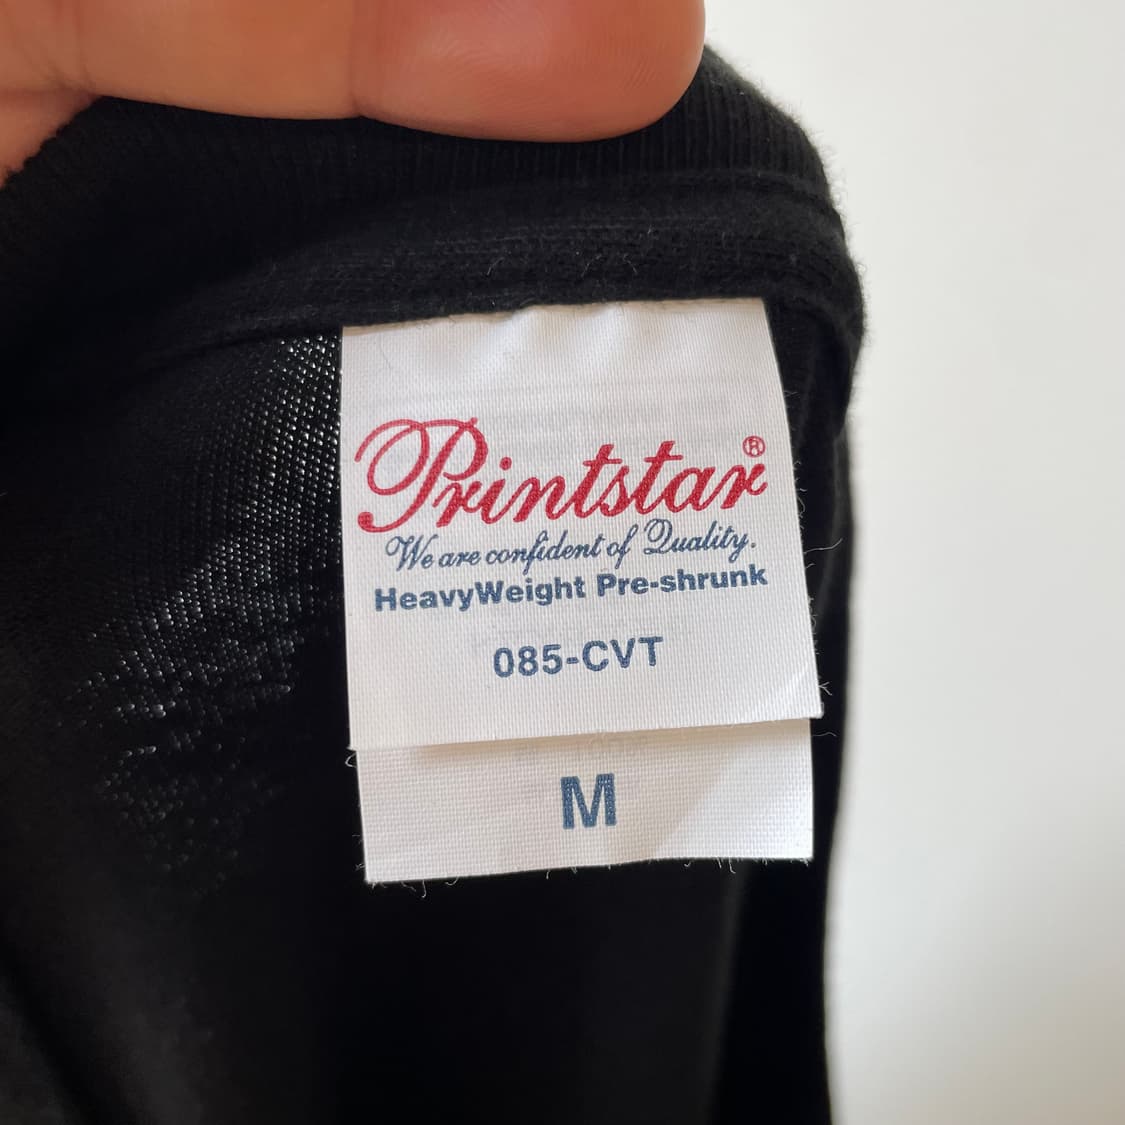 Printstar®
We are confident of Quality.
HeavyWeight Pre-shrunk
085-CVT
M